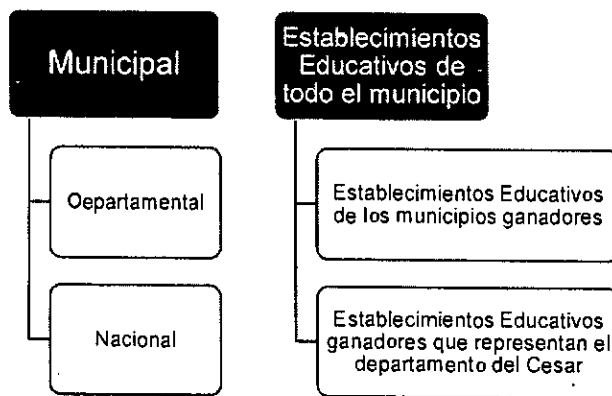 Municipal
Establecimientos
Educativos de
todo el municipio
Oepartamental
Establecimientos Educativos
de los municipios ganadores
Nacional
Establecimientos Educativos
ganadores que representan el
departamento del Cesar